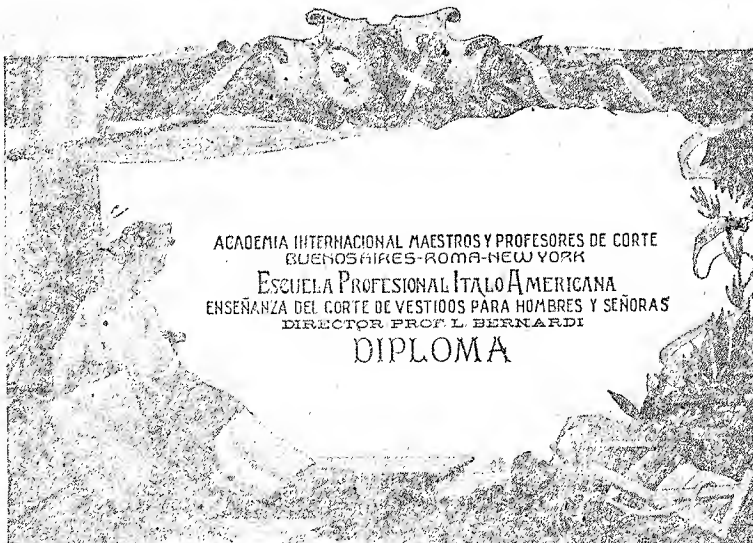 ACADEMIA INTERNACIONAL MAESTROS Y PROFESORES DE CORTE
BUENOS AIRES-ROMA-NEW YORK
ESCUELA PROFESIONAL ITALO AMERICANA
ENSEÑANZA DEL CORTE DE VESTIDOS PARA HOMBRES Y SEÑORAS
DIRECTOR PROF. L. BERNARDI
DIPLOMA